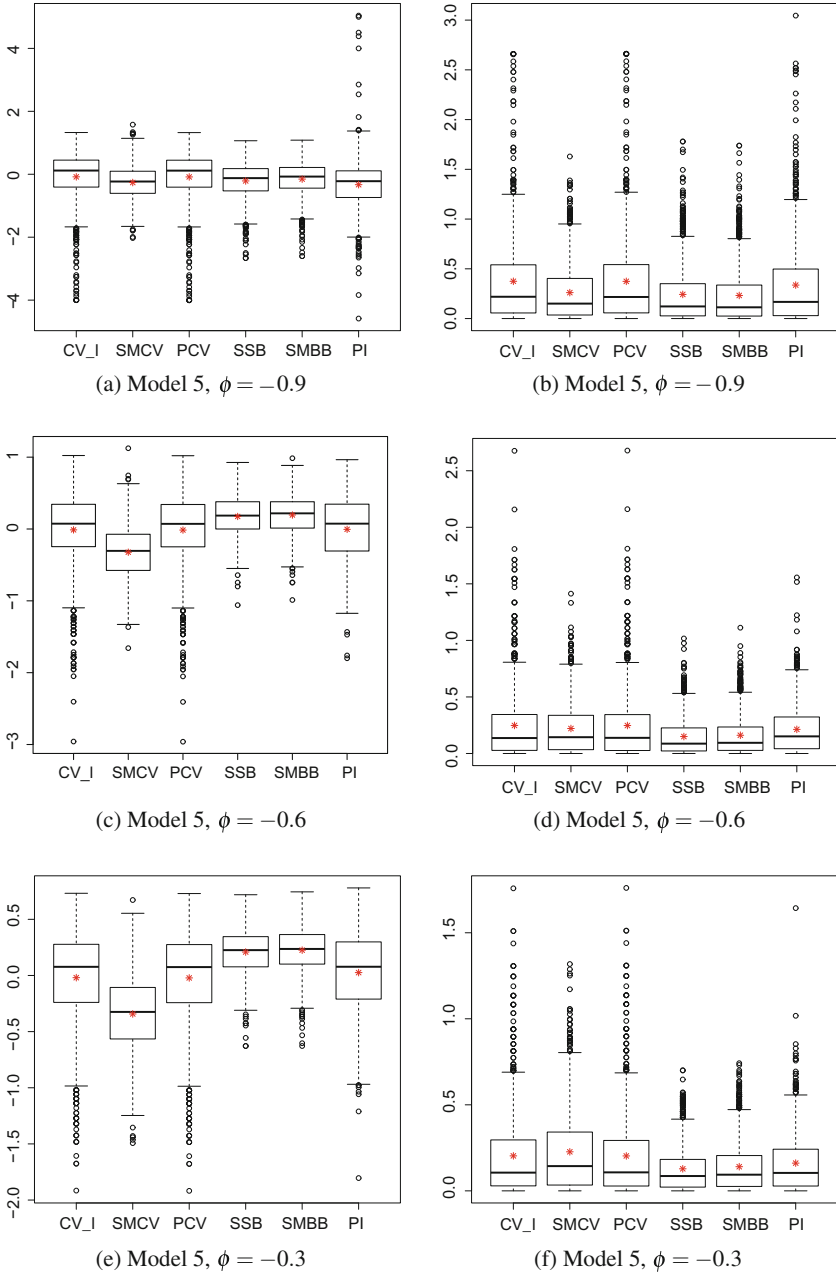 4
2
0
−2
−4
CV_I SMCV PCV SSB SMBB PI
(a) Model 5, ϕ = −0.9
3.0
2.5
2.0
1.5
1.0
0.5
0.0
CV_I SMCV PCV SSB SMBB PI
(b) Model 5, ϕ = −0.9
1
0
−1
−2
−3
CV_I SMCV PCV SSB SMBB PI
(c) Model 5, ϕ = −0.6
2.5
2.0
1.5
1.0
0.5
0.0
CV_I SMCV PCV SSB SMBB PI
(d) Model 5, ϕ = −0.6
0.5
0.0
−0.5
−1.0
−1.5
−2.0
CV_I SMCV PCV SSB SMBB PI
(e) Model 5, ϕ = −0.3
1.5
1.0
0.5
0.0
CV_I SMCV PCV SSB SMBB PI
(f) Model 5, ϕ = −0.3